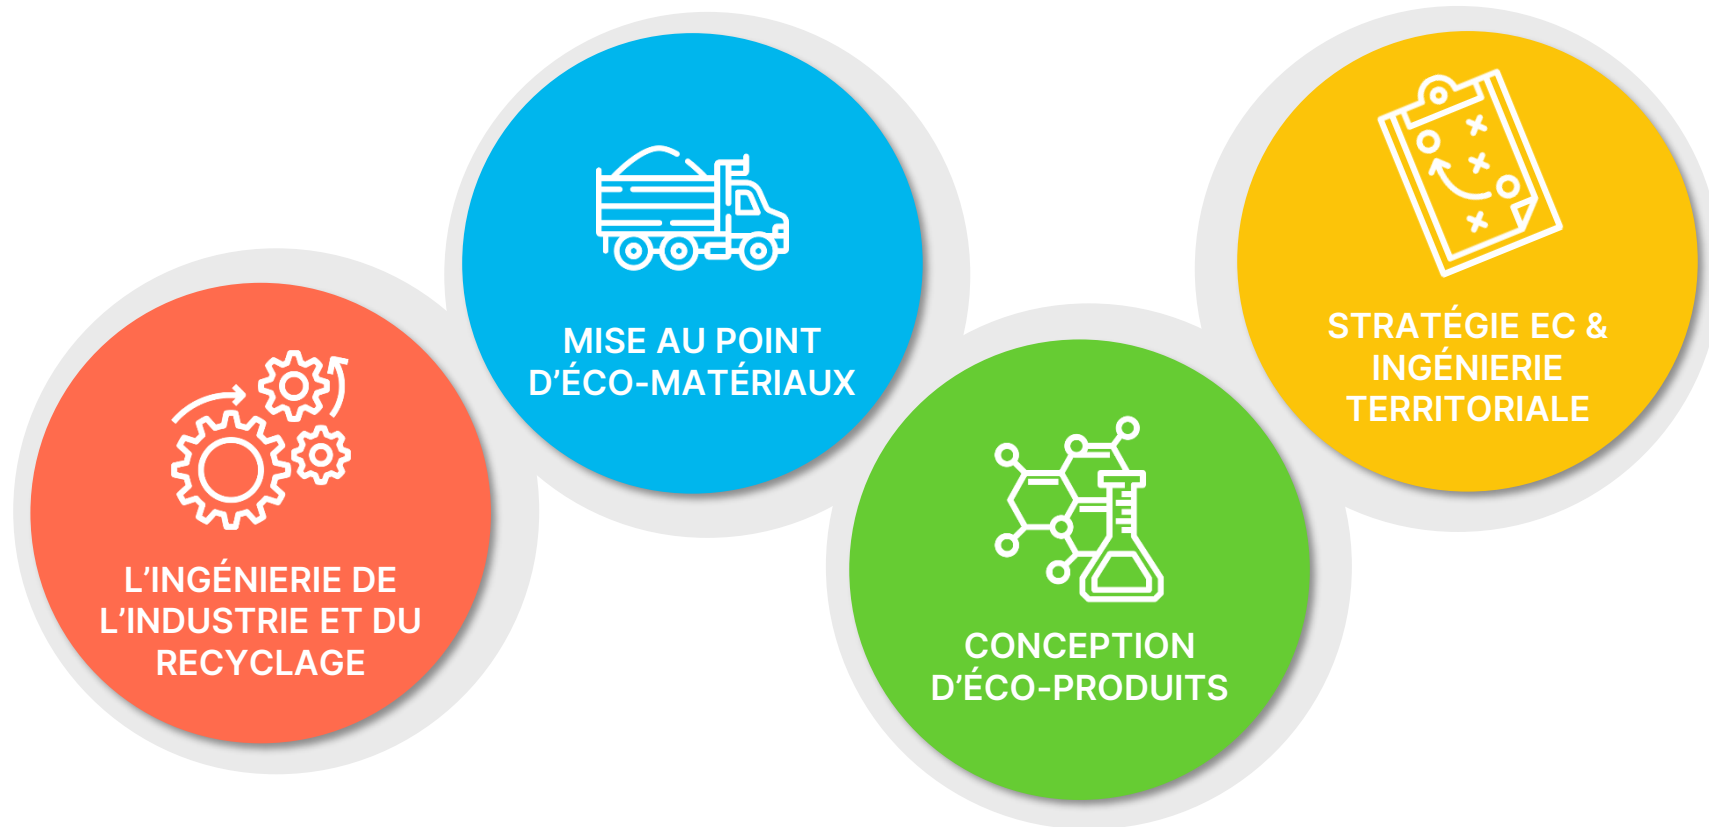 L’INGÉNIERIE DE
L’INDUSTRIE ET DU
RECYCLAGE
MISE AU POINT
D’ÉCO-MATÉRIAUX
CONCEPTION
D’ÉCO-PRODUITS
STRATÉGIE EC &
INGÉNIERIE
TERRITORIALE